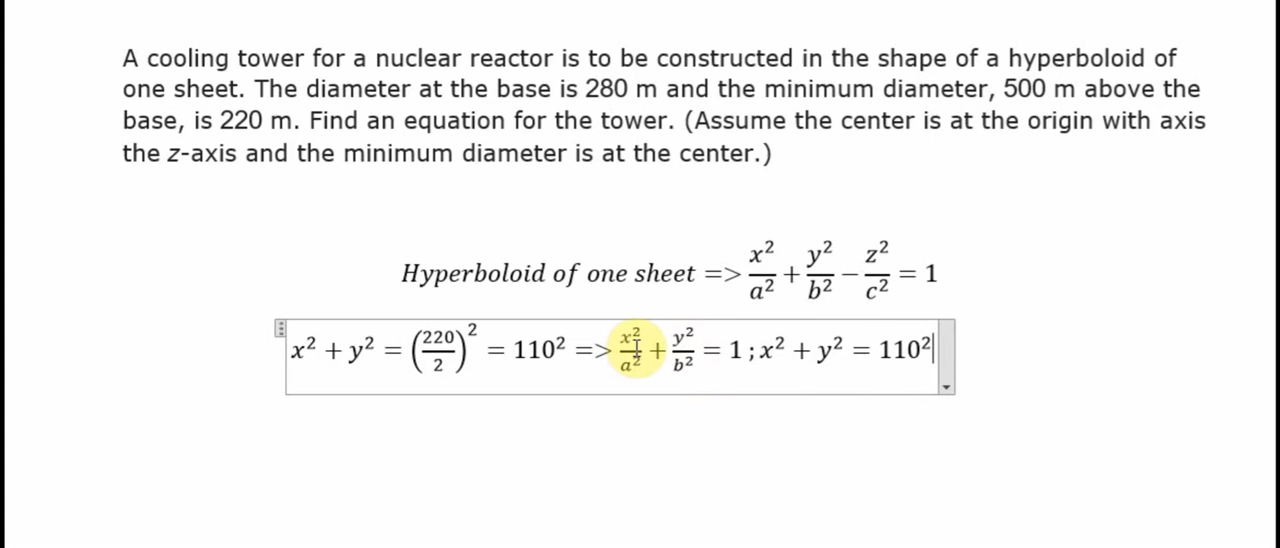 A cooling tower for a nuclear reactor is to be constructed in the shape of a hyperboloid of
one sheet. The diameter at the base is 280 m and the minimum diameter, 500 m above the
base, is 220 m. Find an equation for the tower. (Assume the center is at the origin with axis
the z-axis and the minimum diameter is at the center.)
Hyperboloid of one sheet => x²/a² + y²/b² − z²/c² = 1
x² + y² = (220/2)² = 110² => x²/a² + y²/b² = 1 ; x² + y² = 110²